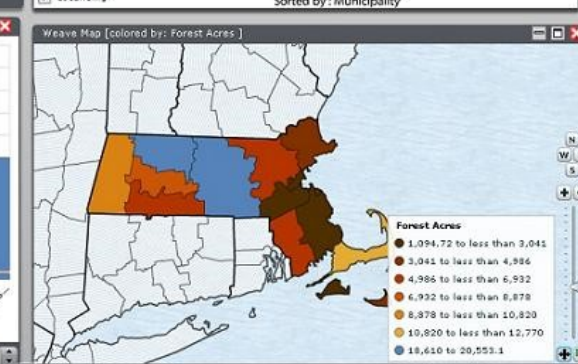 Sorted by : Municipality
Weave Map [colored by: Forest Acres ]
N
W
S
Forest Acres
1,094.72 to less than 3,041
3,041 to less than 4,986
4,986 to less than 6,932
6,932 to less than 8,878
8,878 to less than 10,820
10,820 to less than 12,770
18,610 to 20,553.1